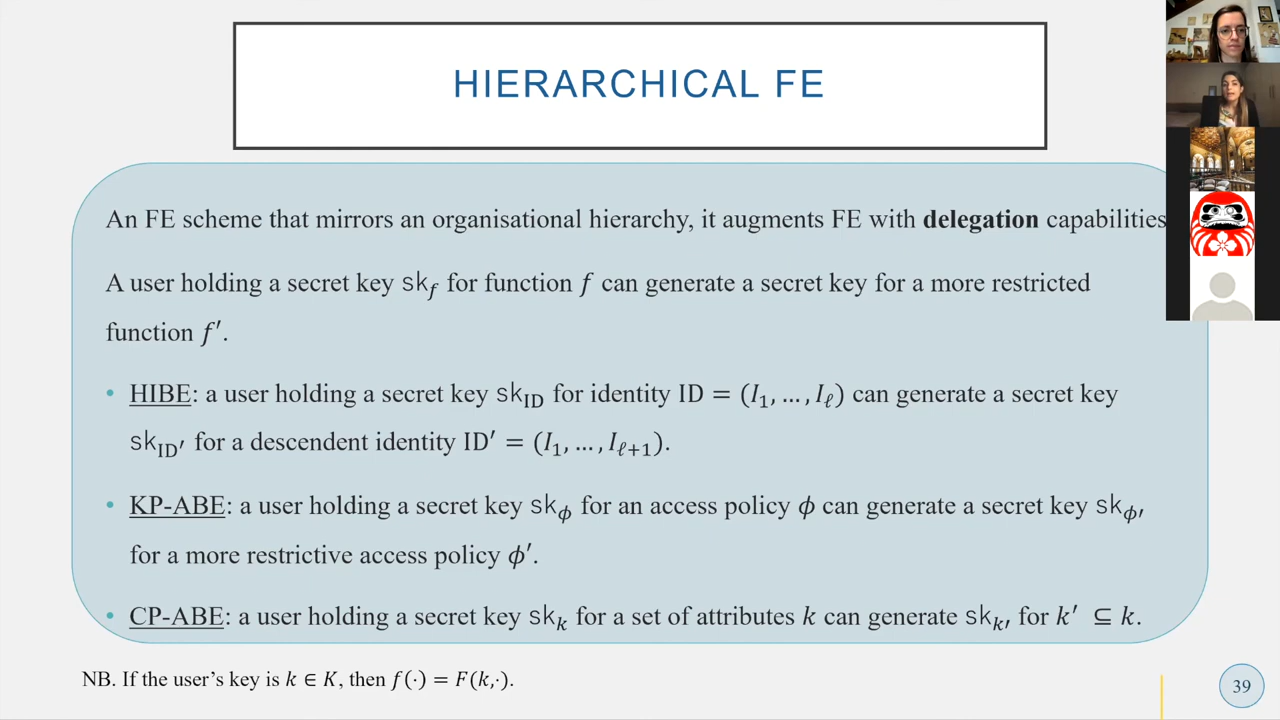 HIERARCHICAL FE
An FE scheme that mirrors an organisational hierarchy, it augments FE with delegation capabilities
A user holding a secret key sk_f for function f can generate a secret key for a more restricted
function f′.
• HIBE: a user holding a secret key sk_ID for identity ID = (I₁, … , I_ℓ) can generate a secret key
sk_ID′ for a descendent identity ID′ = (I₁, … , I_ℓ₊₁).
• KP-ABE: a user holding a secret key sk_ϕ for an access policy ϕ can generate a secret key sk_ϕ′
for a more restrictive access policy ϕ′.
• CP-ABE: a user holding a secret key sk_k for a set of attributes k can generate sk_k′ for k′ ⊆ k.
NB. If the user's key is k ∈ K, then f(·) = F(k,·).
39